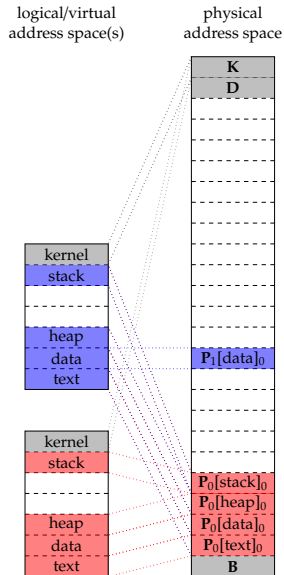 logical/virtual
address space(s)
physical
address space
K
D
kernel
stack
heap
data
text
P₁[data]₀
kernel
stack
heap
data
text
P₀[stack]₀
P₀[heap]₀
P₀[data]₀
P₀[text]₀
B